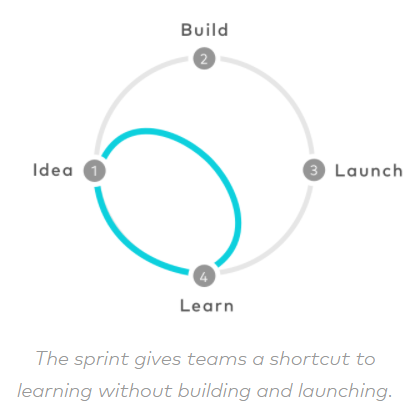 Build
2
Idea 1
3 Launch
4
Learn
The sprint gives teams a shortcut to
learning without building and launching.